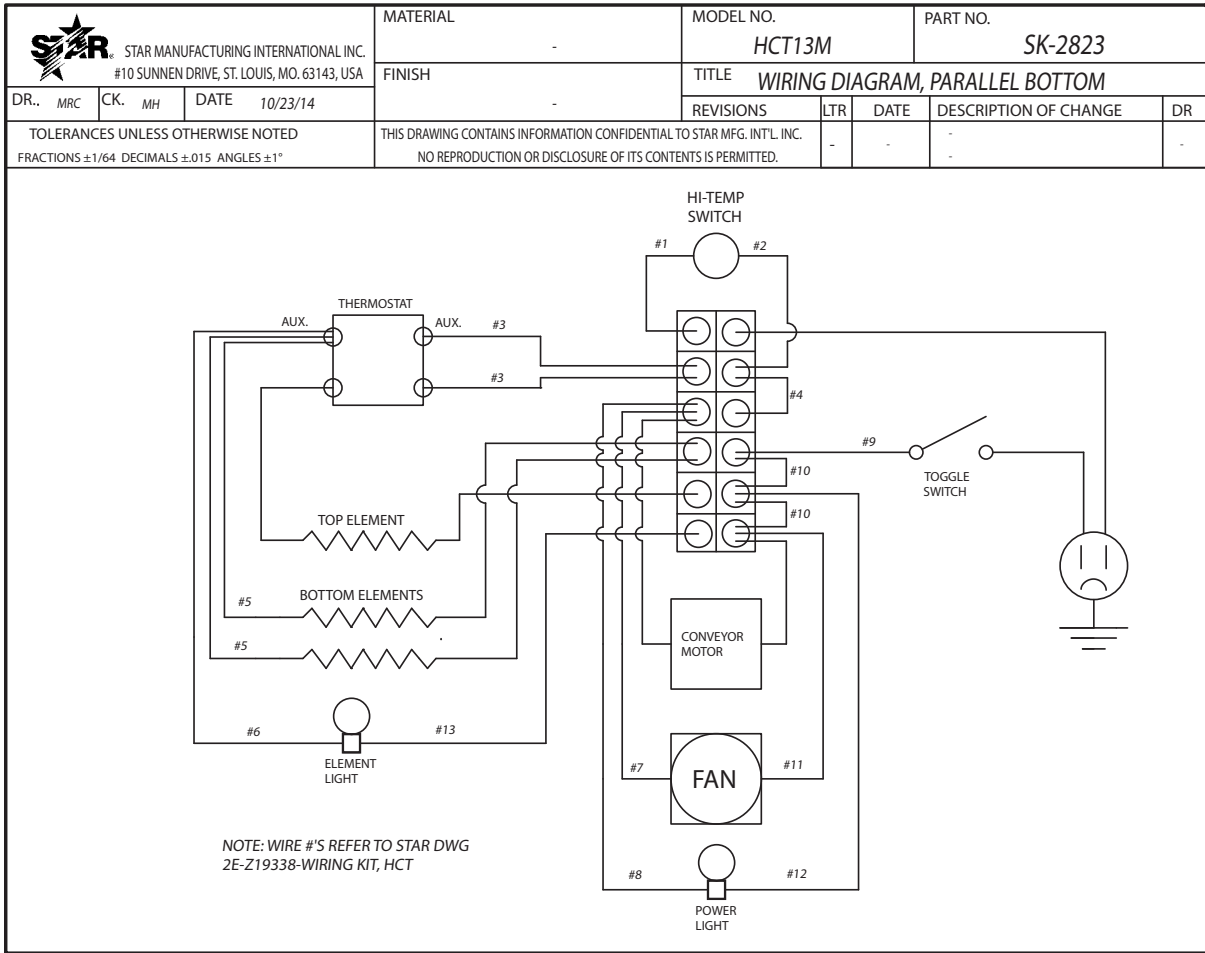 STAR® STAR MANUFACTURING INTERNATIONAL INC.
#10 SUNNEN DRIVE, ST. LOUIS, MO. 63143, USA
DR.. MRC
CK. MH
DATE 10/23/14
MATERIAL
-
FINISH
-
MODEL NO.
HCT13M
PART NO.
SK-2823
TITLE WIRING DIAGRAM, PARALLEL BOTTOM
REVISIONS
LTR
DATE
DESCRIPTION OF CHANGE
DR
TOLERANCES UNLESS OTHERWISE NOTED
FRACTIONS ±1/64 DECIMALS ±.015 ANGLES ±1°
THIS DRAWING CONTAINS INFORMATION CONFIDENTIAL TO STAR MFG. INT'L. INC.
NO REPRODUCTION OR DISCLOSURE OF ITS CONTENTS IS PERMITTED.
-
-
-
-
-
HI-TEMP
SWITCH
#1
#2
THERMOSTAT
AUX.
AUX.
#3
#3
#4
#9
TOGGLE
SWITCH
#10
#10
TOP ELEMENT
BOTTOM ELEMENTS
#5
#5
CONVEYOR
MOTOR
#6
#13
ELEMENT
LIGHT
#7
FAN
#11
#8
#12
POWER
LIGHT
NOTE: WIRE #'S REFER TO STAR DWG
2E-Z19338-WIRING KIT, HCT